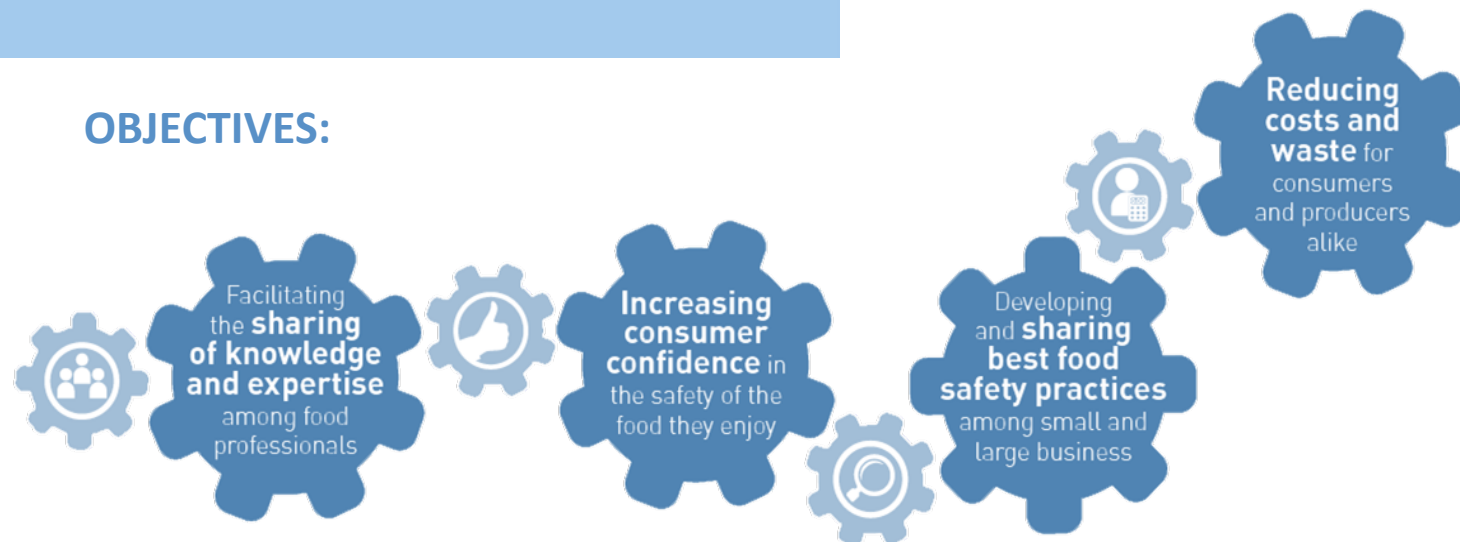 OBJECTIVES:
Facilitating
the sharing
of knowledge
and expertise
among food
professionals
Increasing
consumer
confidence in
the safety of the
food they enjoy
Developing
and sharing
best food
safety practices
among small and
large business
Reducing
costs and
waste for
consumers
and producers
alike